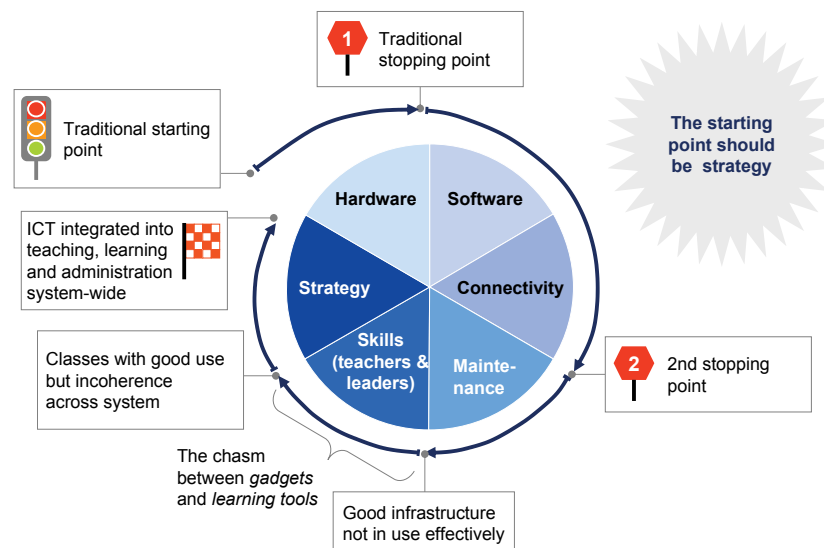 1
Traditional
stopping point
Traditional starting
point
The starting
point should
be strategy
Hardware
Software
ICT integrated into
teaching, learning
and administration
system-wide
Strategy
Connectivity
Skills
(teachers &
leaders)
Mainte-
nance
Classes with good use
but incoherence
across system
2
2nd stopping
point
The chasm
between gadgets
and learning tools
Good infrastructure
not in use effectively